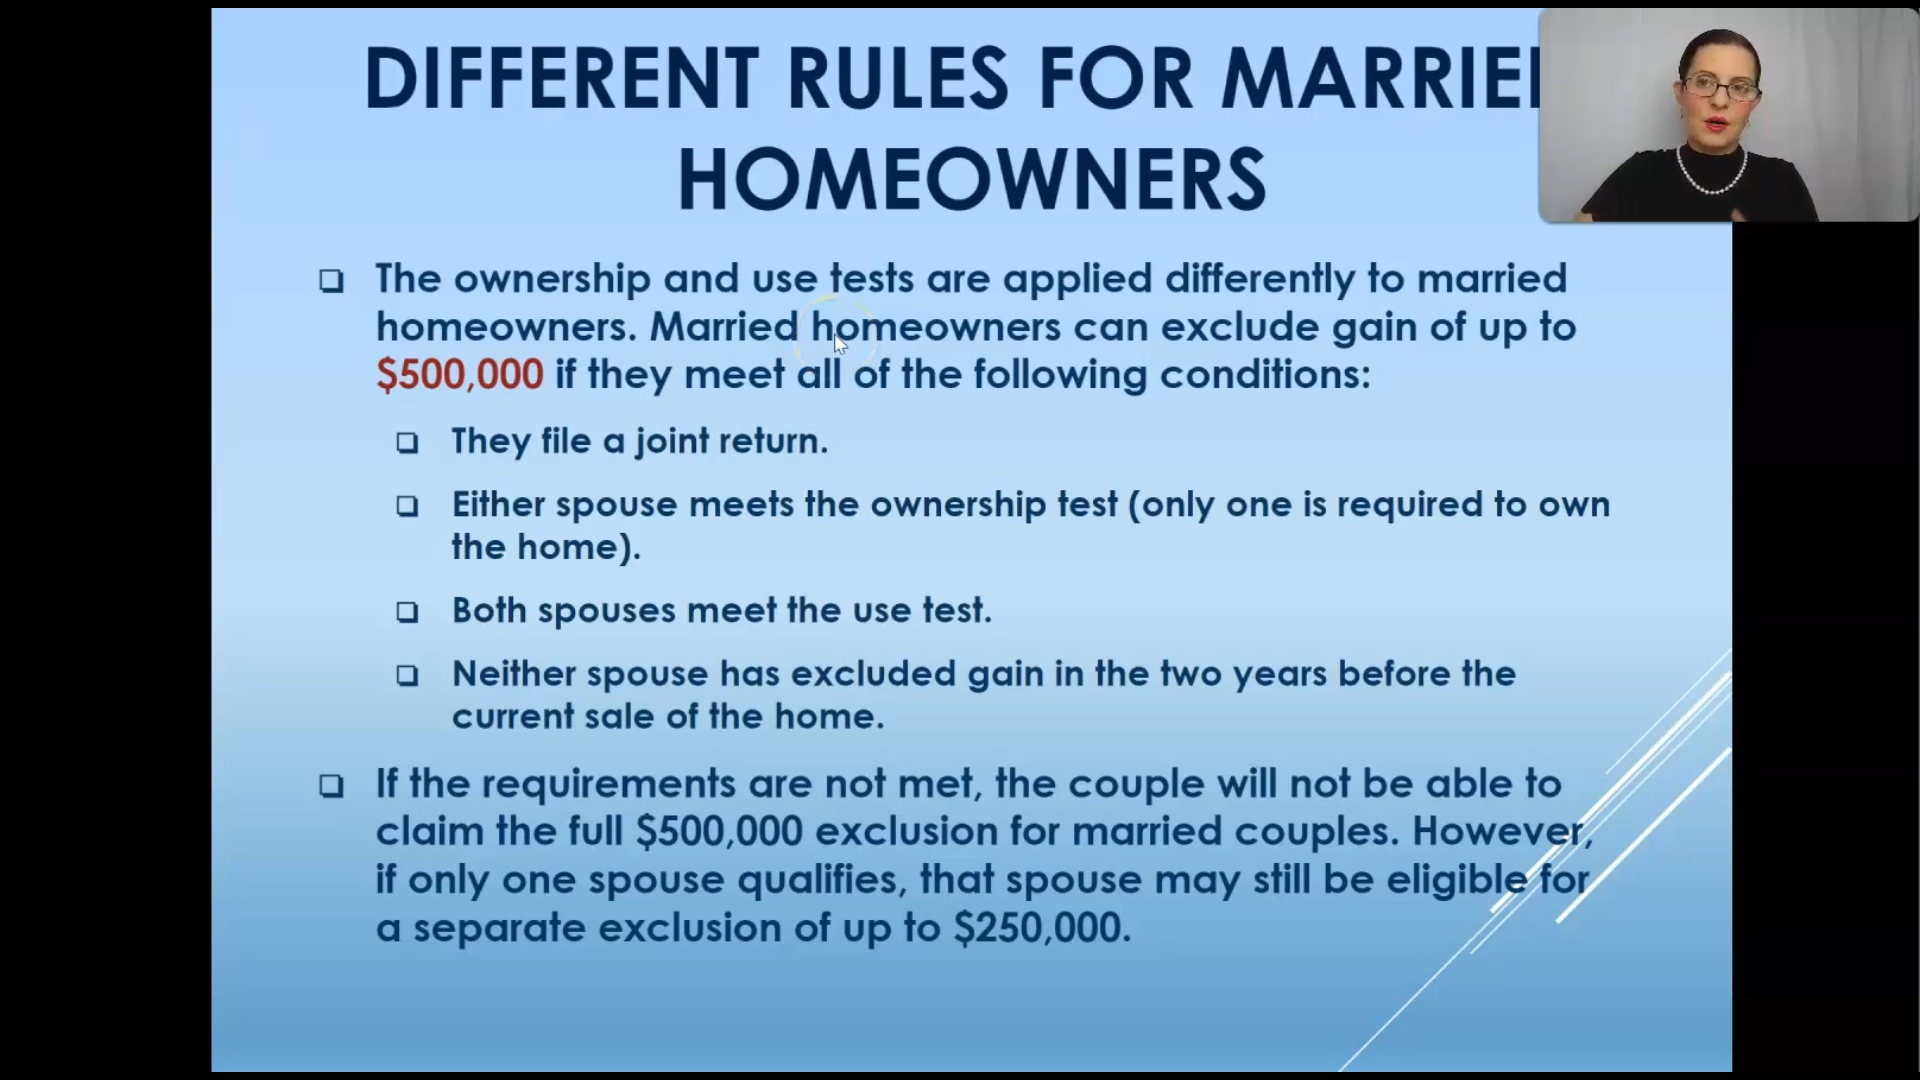 DIFFERENT RULES FOR MARRIE
HOMEOWNERS
The ownership and use tests are applied differently to married
homeowners. Married homeowners can exclude gain of up to
$500,000 if they meet all of the following conditions:
They file a joint return.
Either spouse meets the ownership test (only one is required to own
the home).
Both spouses meet the use test.
Neither spouse has excluded gain in the two years before the
current sale of the home.
If the requirements are not met, the couple will not be able to
claim the full $500,000 exclusion for married couples. However,
if only one spouse qualifies, that spouse may still be eligible for
a separate exclusion of up to $250,000.